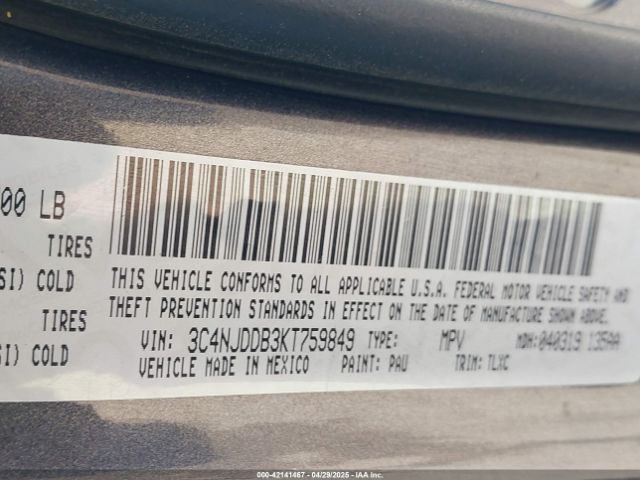 00 LB
TIRES
SI) COLD
TIRES
SI) COLD
THIS VEHICLE CONFORMS TO ALL APPLICABLE U.S.A. FEDERAL MOTOR VEHICLE SAFETY AND
THEFT PREVENTION STANDARDS IN EFFECT ON THE DATE OF MANUFACTURE SHOWN ABOVE.
VIN: 3C4NJDDB3KT759849 TYPE: MPV MDH: 040319 135AA
VEHICLE MADE IN MEXICO PAINT: PAU TRIM: TLXC
000-42141467 04/29/2025 IAA Inc.